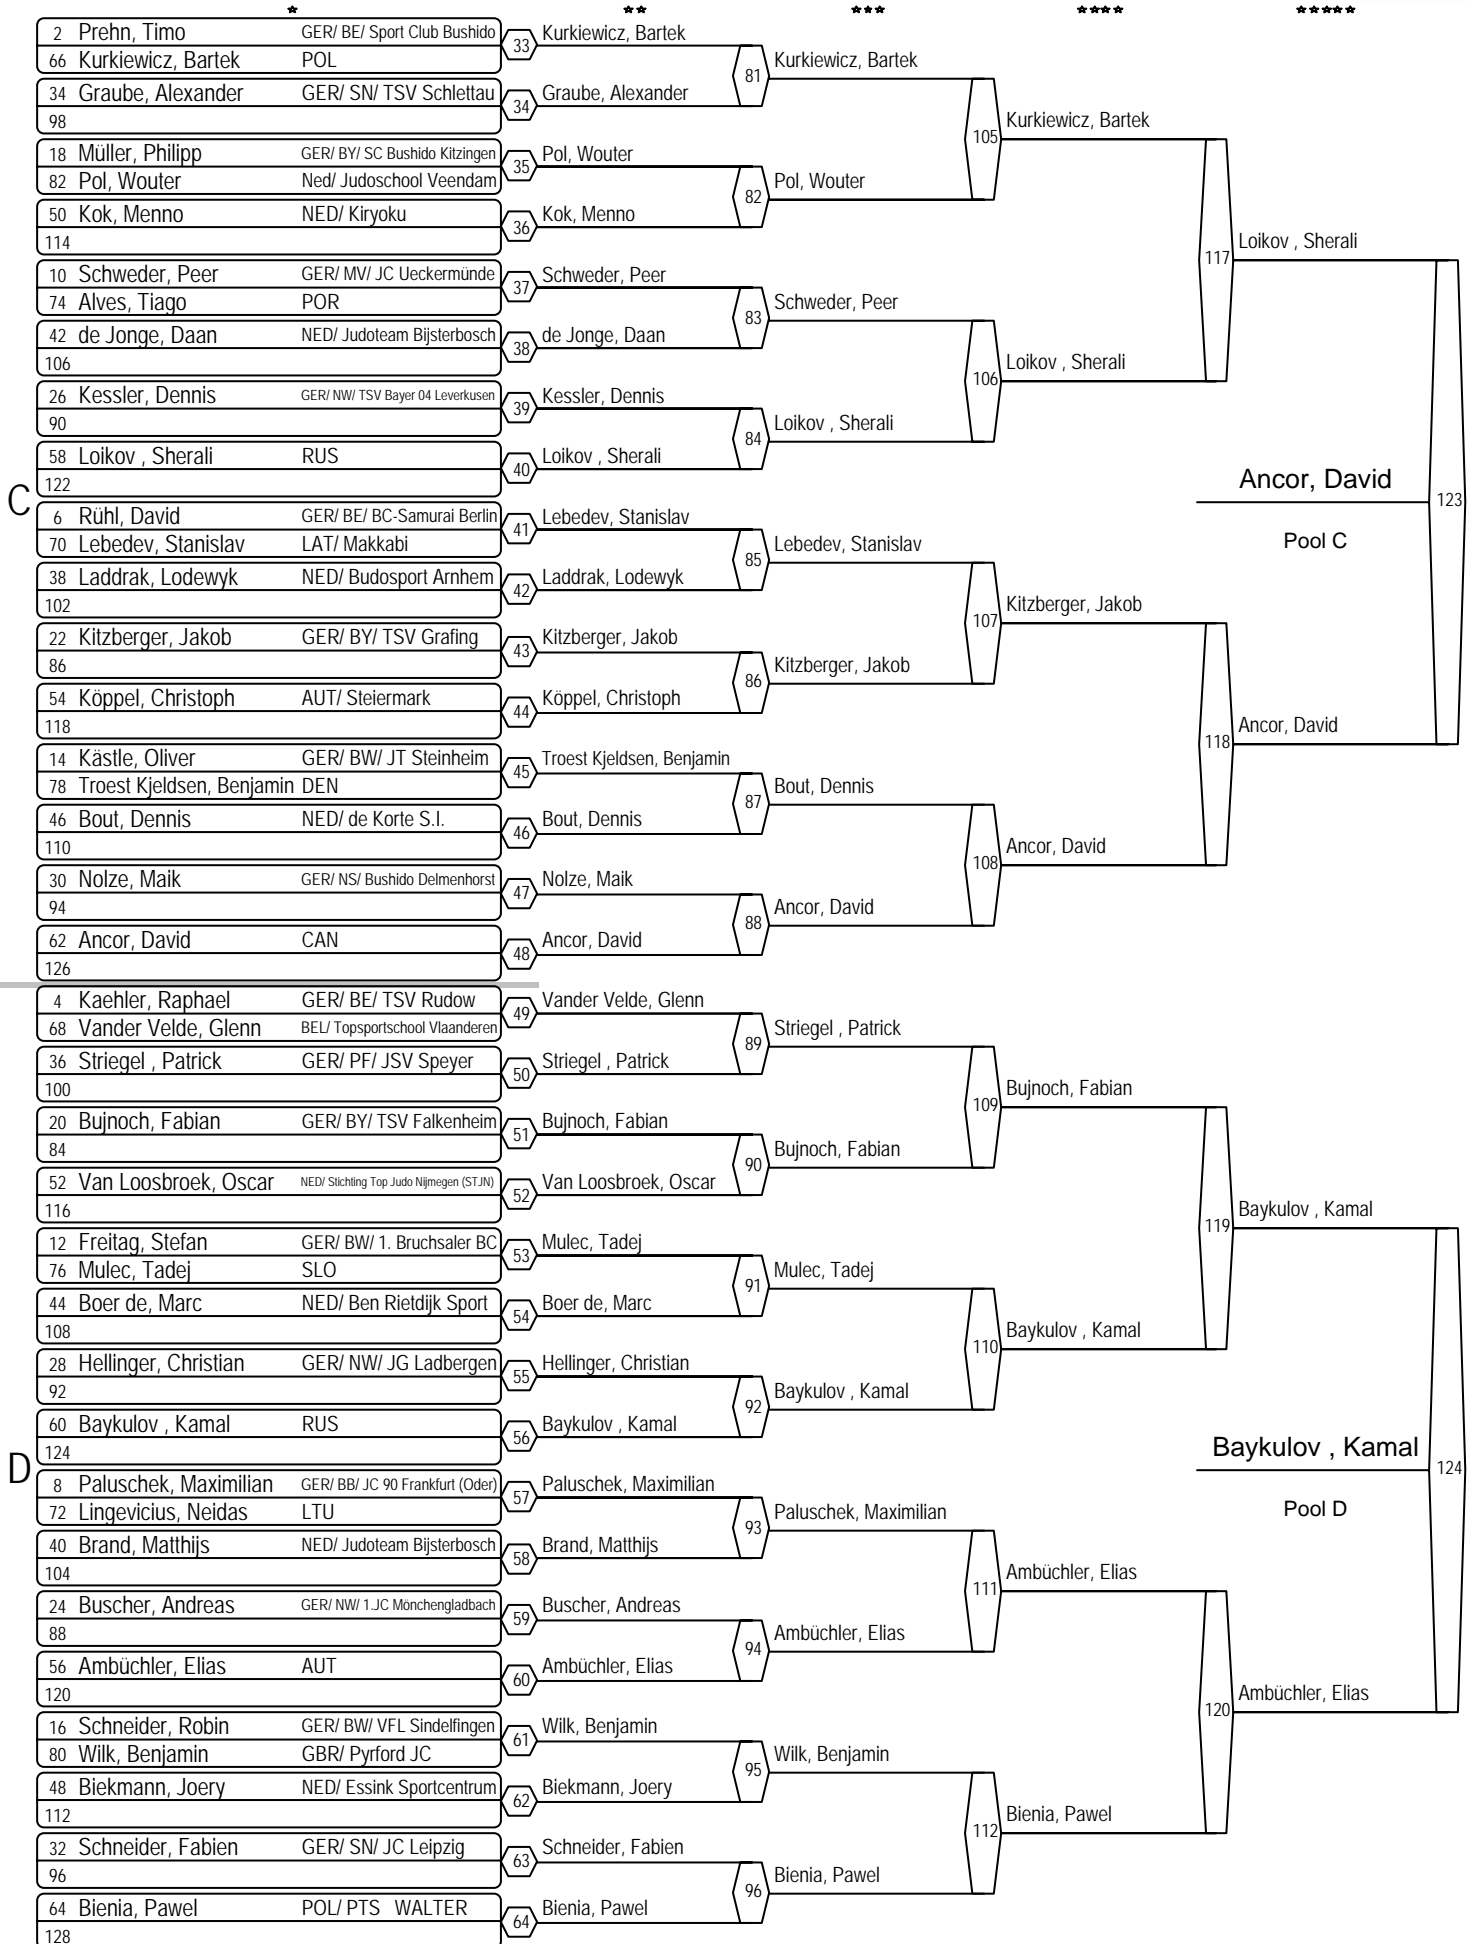 * ** *** **** *****
2 Prehn, Timo GER/ BE/ Sport Club Bushido
33 Kurkiewicz, Bartek
66 Kurkiewicz, Bartek POL
81 Kurkiewicz, Bartek
34 Graube, Alexander GER/ SN/ TSV Schlettau
34 Graube, Alexander
98
105 Kurkiewicz, Bartek
18 Müller, Philipp GER/ BY/ SC Bushido Kitzingen
35 Pol, Wouter
82 Pol, Wouter Ned/ Judoschool Veendam
82 Pol, Wouter
50 Kok, Menno NED/ Kiryoku
36 Kok, Menno
114
117 Loikov , Sherali
10 Schweder, Peer GER/ MV/ JC Ueckermünde
37 Schweder, Peer
74 Alves, Tiago POR
83 Schweder, Peer
42 de Jonge, Daan NED/ Judoteam Bijsterbosch
38 de Jonge, Daan
106
106 Loikov , Sherali
26 Kessler, Dennis GER/ NW/ TSV Bayer 04 Leverkusen
39 Kessler, Dennis
90
84 Loikov , Sherali
58 Loikov , Sherali RUS
40 Loikov , Sherali
122
C
Ancor, David
123
Pool C
6 Rühl, David GER/ BE/ BC-Samurai Berlin
41 Lebedev, Stanislav
70 Lebedev, Stanislav LAT/ Makkabi
85 Lebedev, Stanislav
38 Laddrak, Lodewyk NED/ Budosport Arnhem
42 Laddrak, Lodewyk
102
107 Kitzberger, Jakob
22 Kitzberger, Jakob GER/ BY/ TSV Grafing
43 Kitzberger, Jakob
86
86 Kitzberger, Jakob
54 Köppel, Christoph AUT/ Steiermark
44 Köppel, Christoph
118
118 Ancor, David
14 Kästle, Oliver GER/ BW/ JT Steinheim
45 Troest Kjeldsen, Benjamin
78 Troest Kjeldsen, Benjamin DEN
87 Bout, Dennis
46 Bout, Dennis NED/ de Korte S.I.
46 Bout, Dennis
110
108 Ancor, David
30 Nolze, Maik GER/ NS/ Bushido Delmenhorst
47 Nolze, Maik
94
88 Ancor, David
62 Ancor, David CAN
48 Ancor, David
126
4 Kaehler, Raphael GER/ BE/ TSV Rudow
49 Vander Velde, Glenn
68 Vander Velde, Glenn BEL/ Topsportschool Vlaanderen
89 Striegel , Patrick
36 Striegel , Patrick GER/ PF/ JSV Speyer
50 Striegel , Patrick
100
109 Bujnoch, Fabian
20 Bujnoch, Fabian GER/ BY/ TSV Falkenheim
51 Bujnoch, Fabian
84
90 Bujnoch, Fabian
52 Van Loosbroek, Oscar NED/ Stichting Top Judo Nijmegen (STJN)
52 Van Loosbroek, Oscar
116
119 Baykulov , Kamal
12 Freitag, Stefan GER/ BW/ 1. Bruchsaler BC
53 Mulec, Tadej
76 Mulec, Tadej SLO
91 Mulec, Tadej
44 Boer de, Marc NED/ Ben Rietdijk Sport
54 Boer de, Marc
108
110 Baykulov , Kamal
28 Hellinger, Christian GER/ NW/ JG Ladbergen
55 Hellinger, Christian
92
92 Baykulov , Kamal
60 Baykulov , Kamal RUS
56 Baykulov , Kamal
124
D
Baykulov , Kamal
124
Pool D
8 Paluschek, Maximilian GER/ BB/ JC 90 Frankfurt (Oder)
57 Paluschek, Maximilian
72 Lingevicius, Neidas LTU
93 Paluschek, Maximilian
40 Brand, Matthijs NED/ Judoteam Bijsterbosch
58 Brand, Matthijs
104
111 Ambüchler, Elias
24 Buscher, Andreas GER/ NW/ 1.JC Mönchengladbach
59 Buscher, Andreas
88
94 Ambüchler, Elias
56 Ambüchler, Elias AUT
60 Ambüchler, Elias
120
120 Ambüchler, Elias
16 Schneider, Robin GER/ BW/ VFL Sindelfingen
61 Wilk, Benjamin
80 Wilk, Benjamin GBR/ Pyrford JC
95 Wilk, Benjamin
48 Biekmann, Joery NED/ Essink Sportcentrum
62 Biekmann, Joery
112
112 Bienia, Pawel
32 Schneider, Fabien GER/ SN/ JC Leipzig
63 Schneider, Fabien
96
96 Bienia, Pawel
64 Bienia, Pawel POL/ PTS WALTER
64 Bienia, Pawel
128